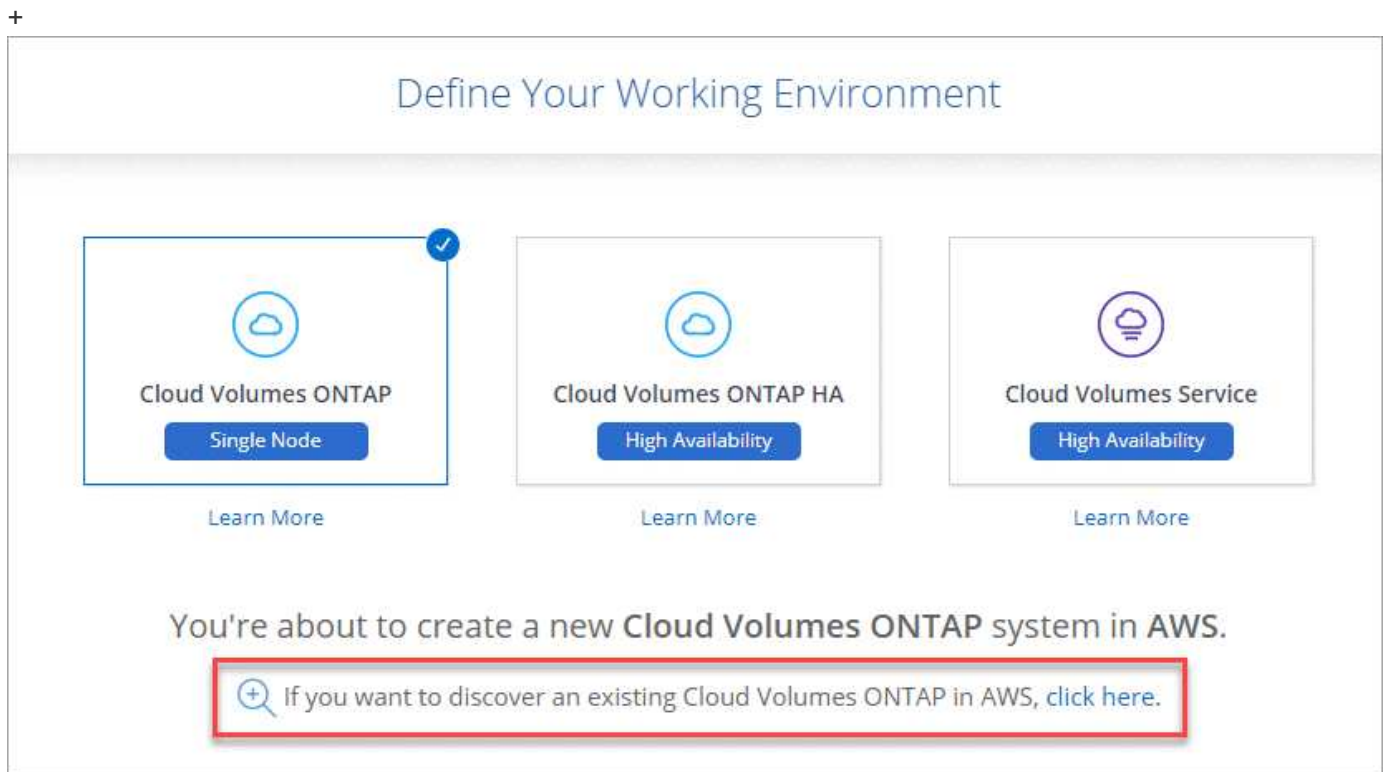 +
Define Your Working Environment
Cloud Volumes ONTAP
Single Node
Learn More
Cloud Volumes ONTAP HA
High Availability
Learn More
Cloud Volumes Service
High Availability
Learn More
You're about to create a new Cloud Volumes ONTAP system in AWS.
If you want to discover an existing Cloud Volumes ONTAP in AWS, click here.